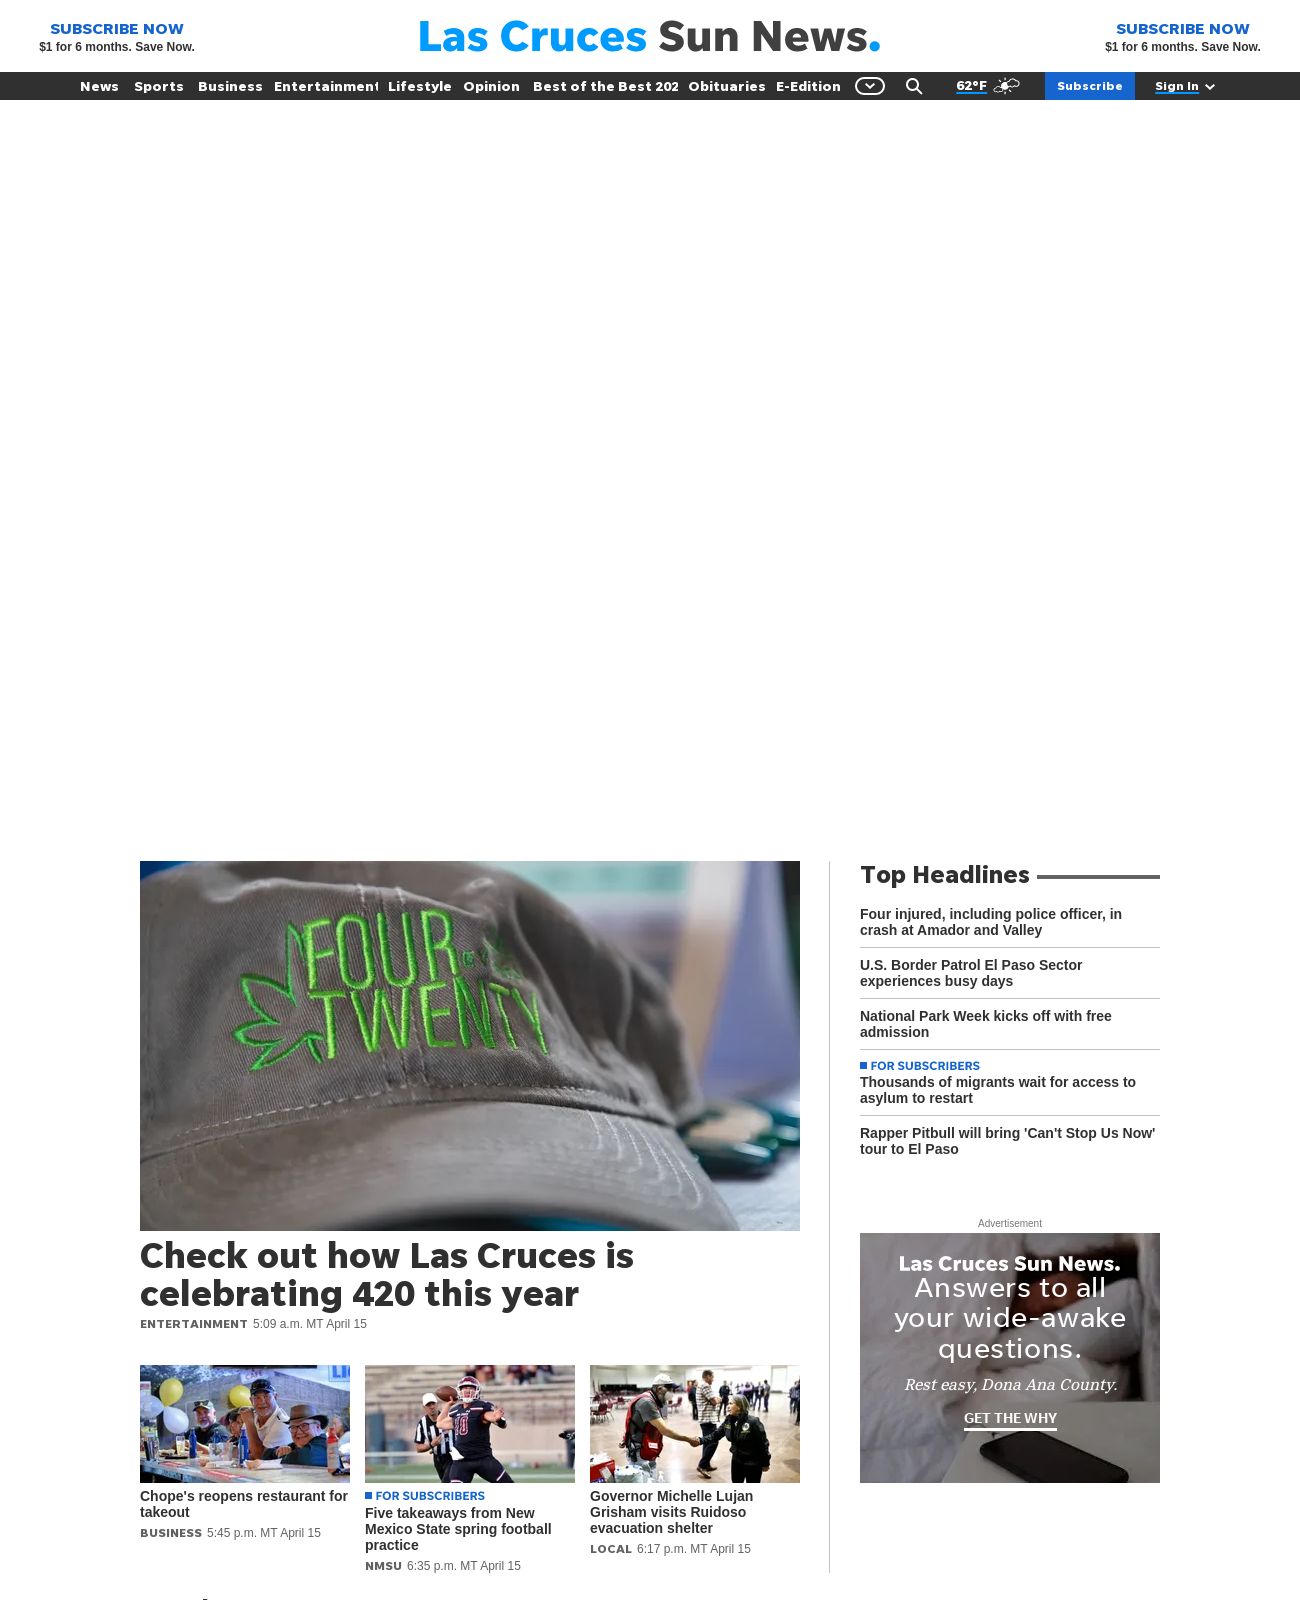 SUBSCRIBE NOW
$1 for 6 months. Save Now.
Las Cruces Sun News.
SUBSCRIBE NOW
$1 for 6 months. Save Now.
News Sports Business Entertainment Lifestyle Opinion Best of the Best 202 Obituaries E-Edition 62°F Subscribe Sign In
FOUR
TWENTY
Check out how Las Cruces is
celebrating 420 this year
ENTERTAINMENT 5:09 a.m. MT April 15
Chope's reopens restaurant for
takeout
BUSINESS 5:45 p.m. MT April 15
FOR SUBSCRIBERS
Five takeaways from New
Mexico State spring football
practice
NMSU 6:35 p.m. MT April 15
Governor Michelle Lujan
Grisham visits Ruidoso
evacuation shelter
LOCAL 6:17 p.m. MT April 15
Top Headlines
Four injured, including police officer, in
crash at Amador and Valley
U.S. Border Patrol El Paso Sector
experiences busy days
National Park Week kicks off with free
admission
FOR SUBSCRIBERS
Thousands of migrants wait for access to
asylum to restart
Rapper Pitbull will bring 'Can't Stop Us Now'
tour to El Paso
Advertisement
Las Cruces Sun News.
Answers to all
your wide-awake
questions.
Rest easy, Dona Ana County.
GET THE WHY